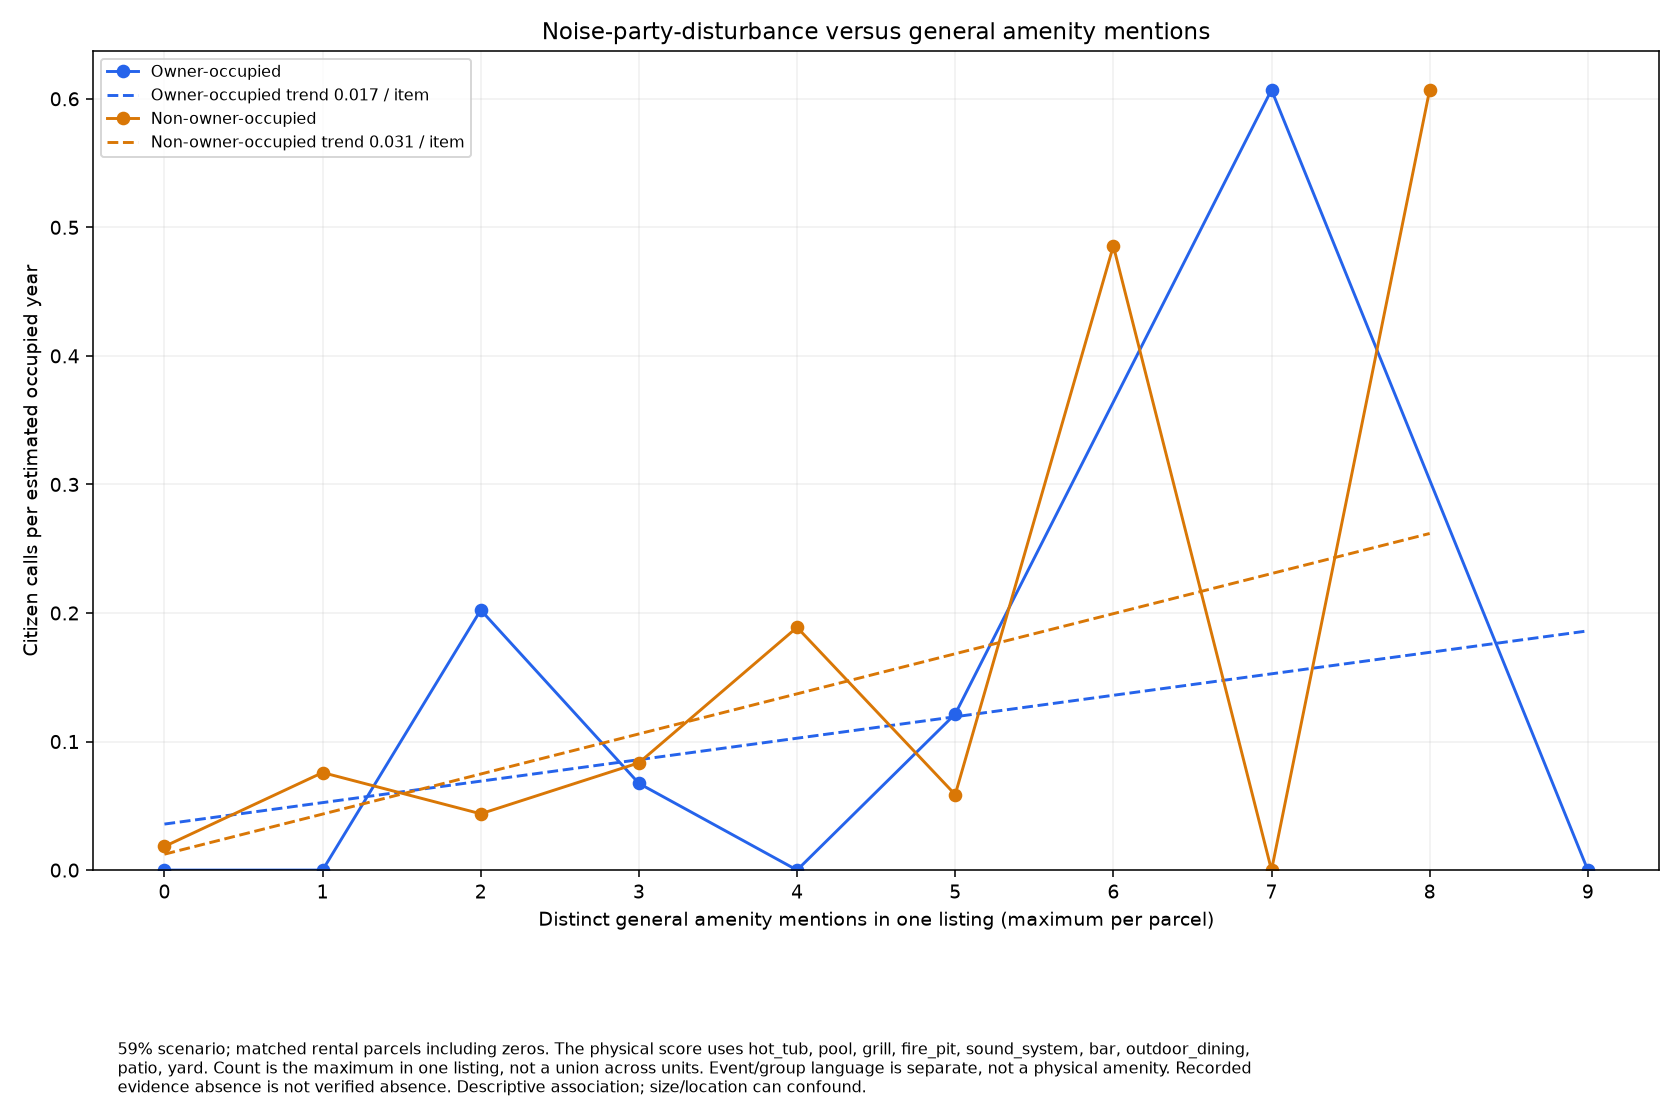 Noise-party-disturbance versus general amenity mentions
Owner-occupied
Owner-occupied trend 0.017 / item
Non-owner-occupied
Non-owner-occupied trend 0.031 / item
Citizen calls per estimated occupied year
0.6
0.5
0.4
0.3
0.2
0.1
0.0
0 1 2 3 4 5 6 7 8 9
Distinct general amenity mentions in one listing (maximum per parcel)
59% scenario; matched rental parcels including zeros. The physical score uses hot_tub, pool, grill, fire_pit, sound_system, bar, outdoor_dining,
patio, yard. Count is the maximum in one listing, not a union across units. Event/group language is separate, not a physical amenity. Recorded
evidence absence is not verified absence. Descriptive association; size/location can confound.